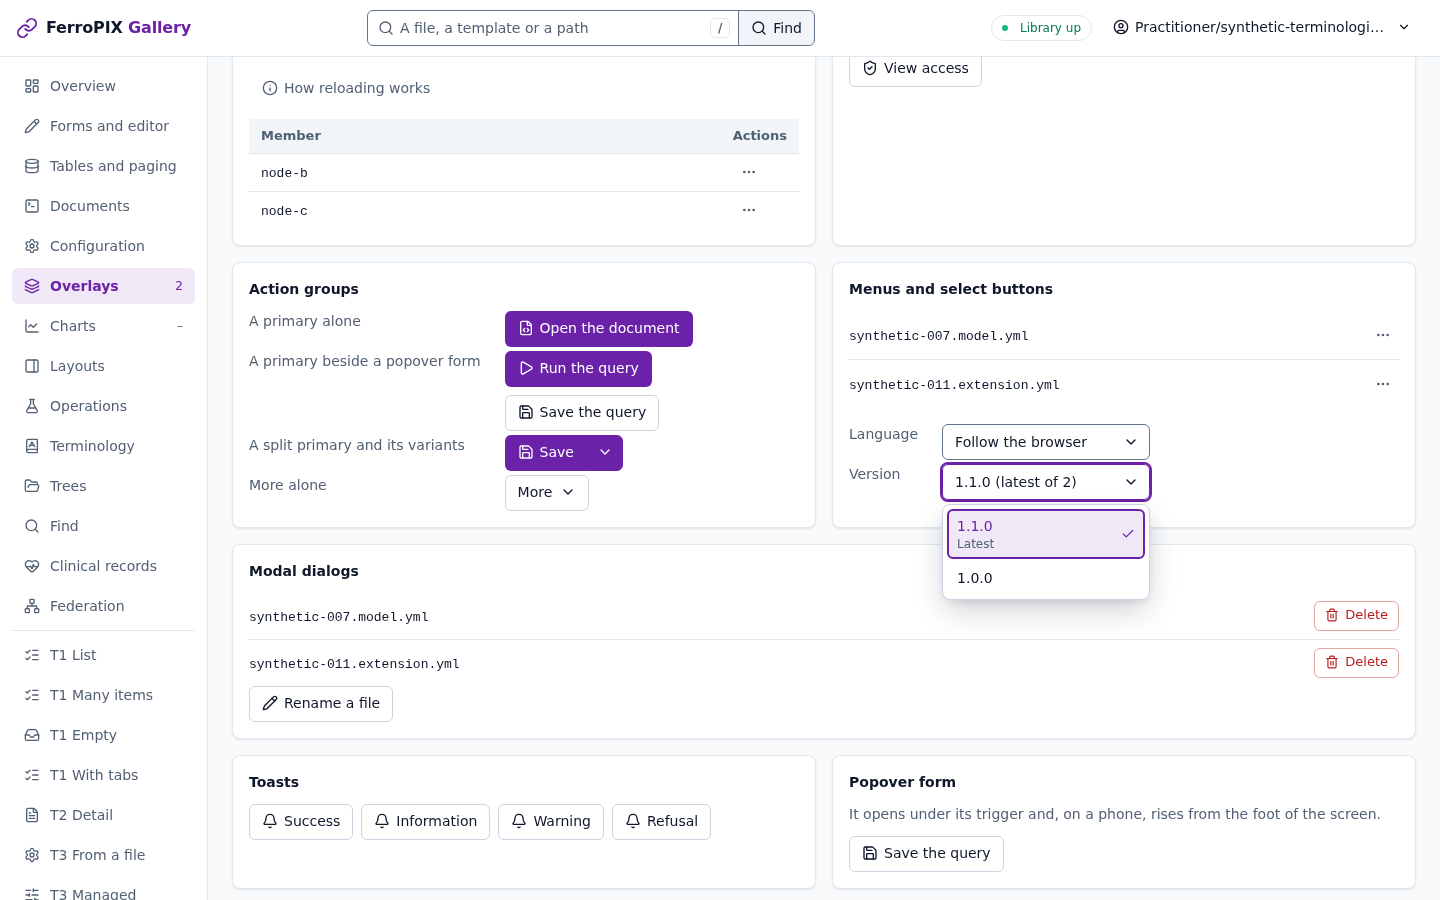 FerroPIX Gallery
A file, a template or a path
/
Find
Library up
Practitioner/synthetic-terminologi…
Overview
Forms and editor
Tables and paging
Documents
Configuration
Overlays 2
Charts –
Layouts
Operations
Terminology
Trees
Find
Clinical records
Federation
T1 List
T1 Many items
T1 Empty
T1 With tabs
T2 Detail
T3 From a file
T3 Managed
How reloading works
Member Actions
node-b
node-c
View access
Action groups
A primary alone
Open the document
A primary beside a popover form
Run the query
Save the query
A split primary and its variants
Save
More alone
More
Menus and select buttons
synthetic-007.model.yml
synthetic-011.extension.yml
Language
Follow the browser
Version
1.1.0 (latest of 2)
1.1.0
Latest
1.0.0
Modal dialogs
synthetic-007.model.yml
Delete
synthetic-011.extension.yml
Delete
Rename a file
Toasts
Success
Information
Warning
Refusal
Popover form
It opens under its trigger and, on a phone, rises from the foot of the screen.
Save the query